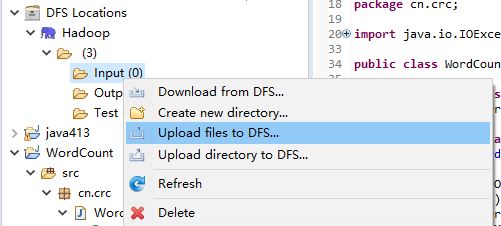 DFS Locations
Hadoop
(3)
Input (0)
Outp
Test
java413
WordCount
src
cn.crc
Word
Download from DFS...
Create new directory...
Upload files to DFS...
Upload directory to DFS...
Refresh
Delete
18 package cn.crc;
19
20 import java.io.IOExce
34
35 public class WordCoun